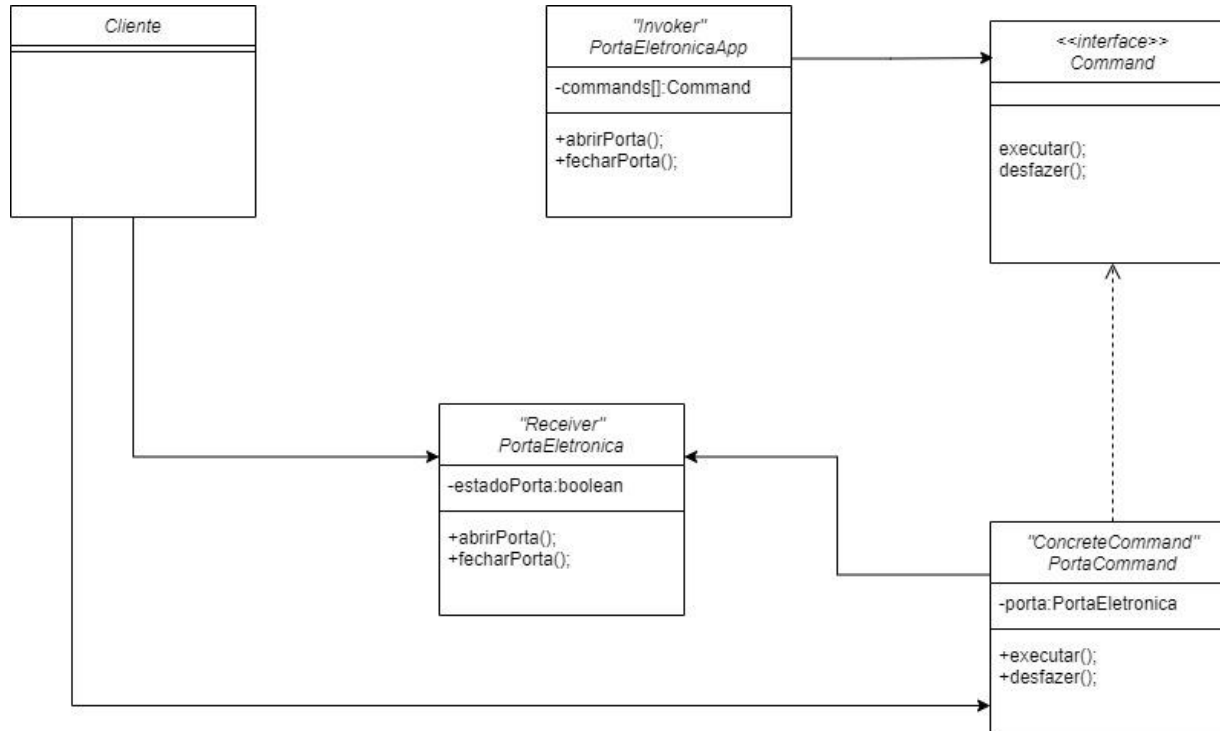 Cliente
"Invoker"
PortaEletronicaApp
-commands[]:Command
+abrirPorta();
+fecharPorta();
<<interface>>
Command
executar();
desfazer();
"Receiver"
PortaEletronica
-estadoPorta:boolean
+abrirPorta();
+fecharPorta();
"ConcreteCommand"
PortaCommand
-porta:PortaEletronica
+executar();
+desfazer();